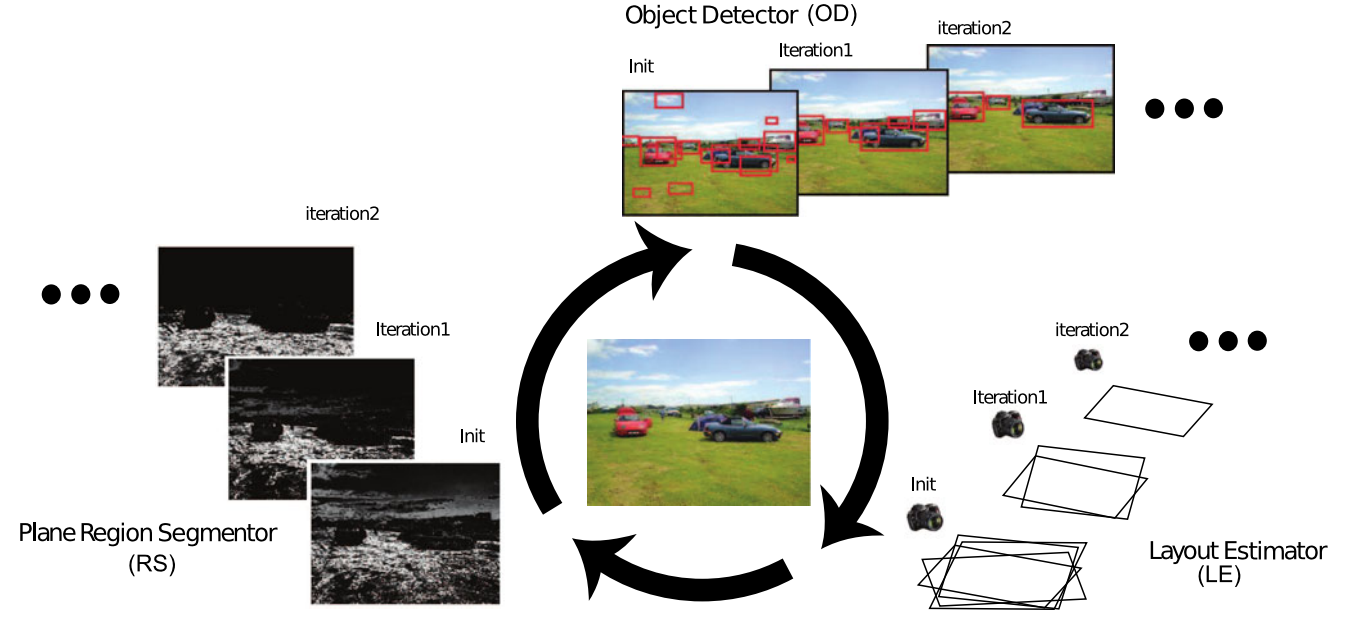 Object Detector (OD)
iteration2
Iteration1
Init
iteration2
Iteration1
Init
Plane Region Segmentor
(RS)
iteration2
Iteration1
Init
Layout Estimator
(LE)